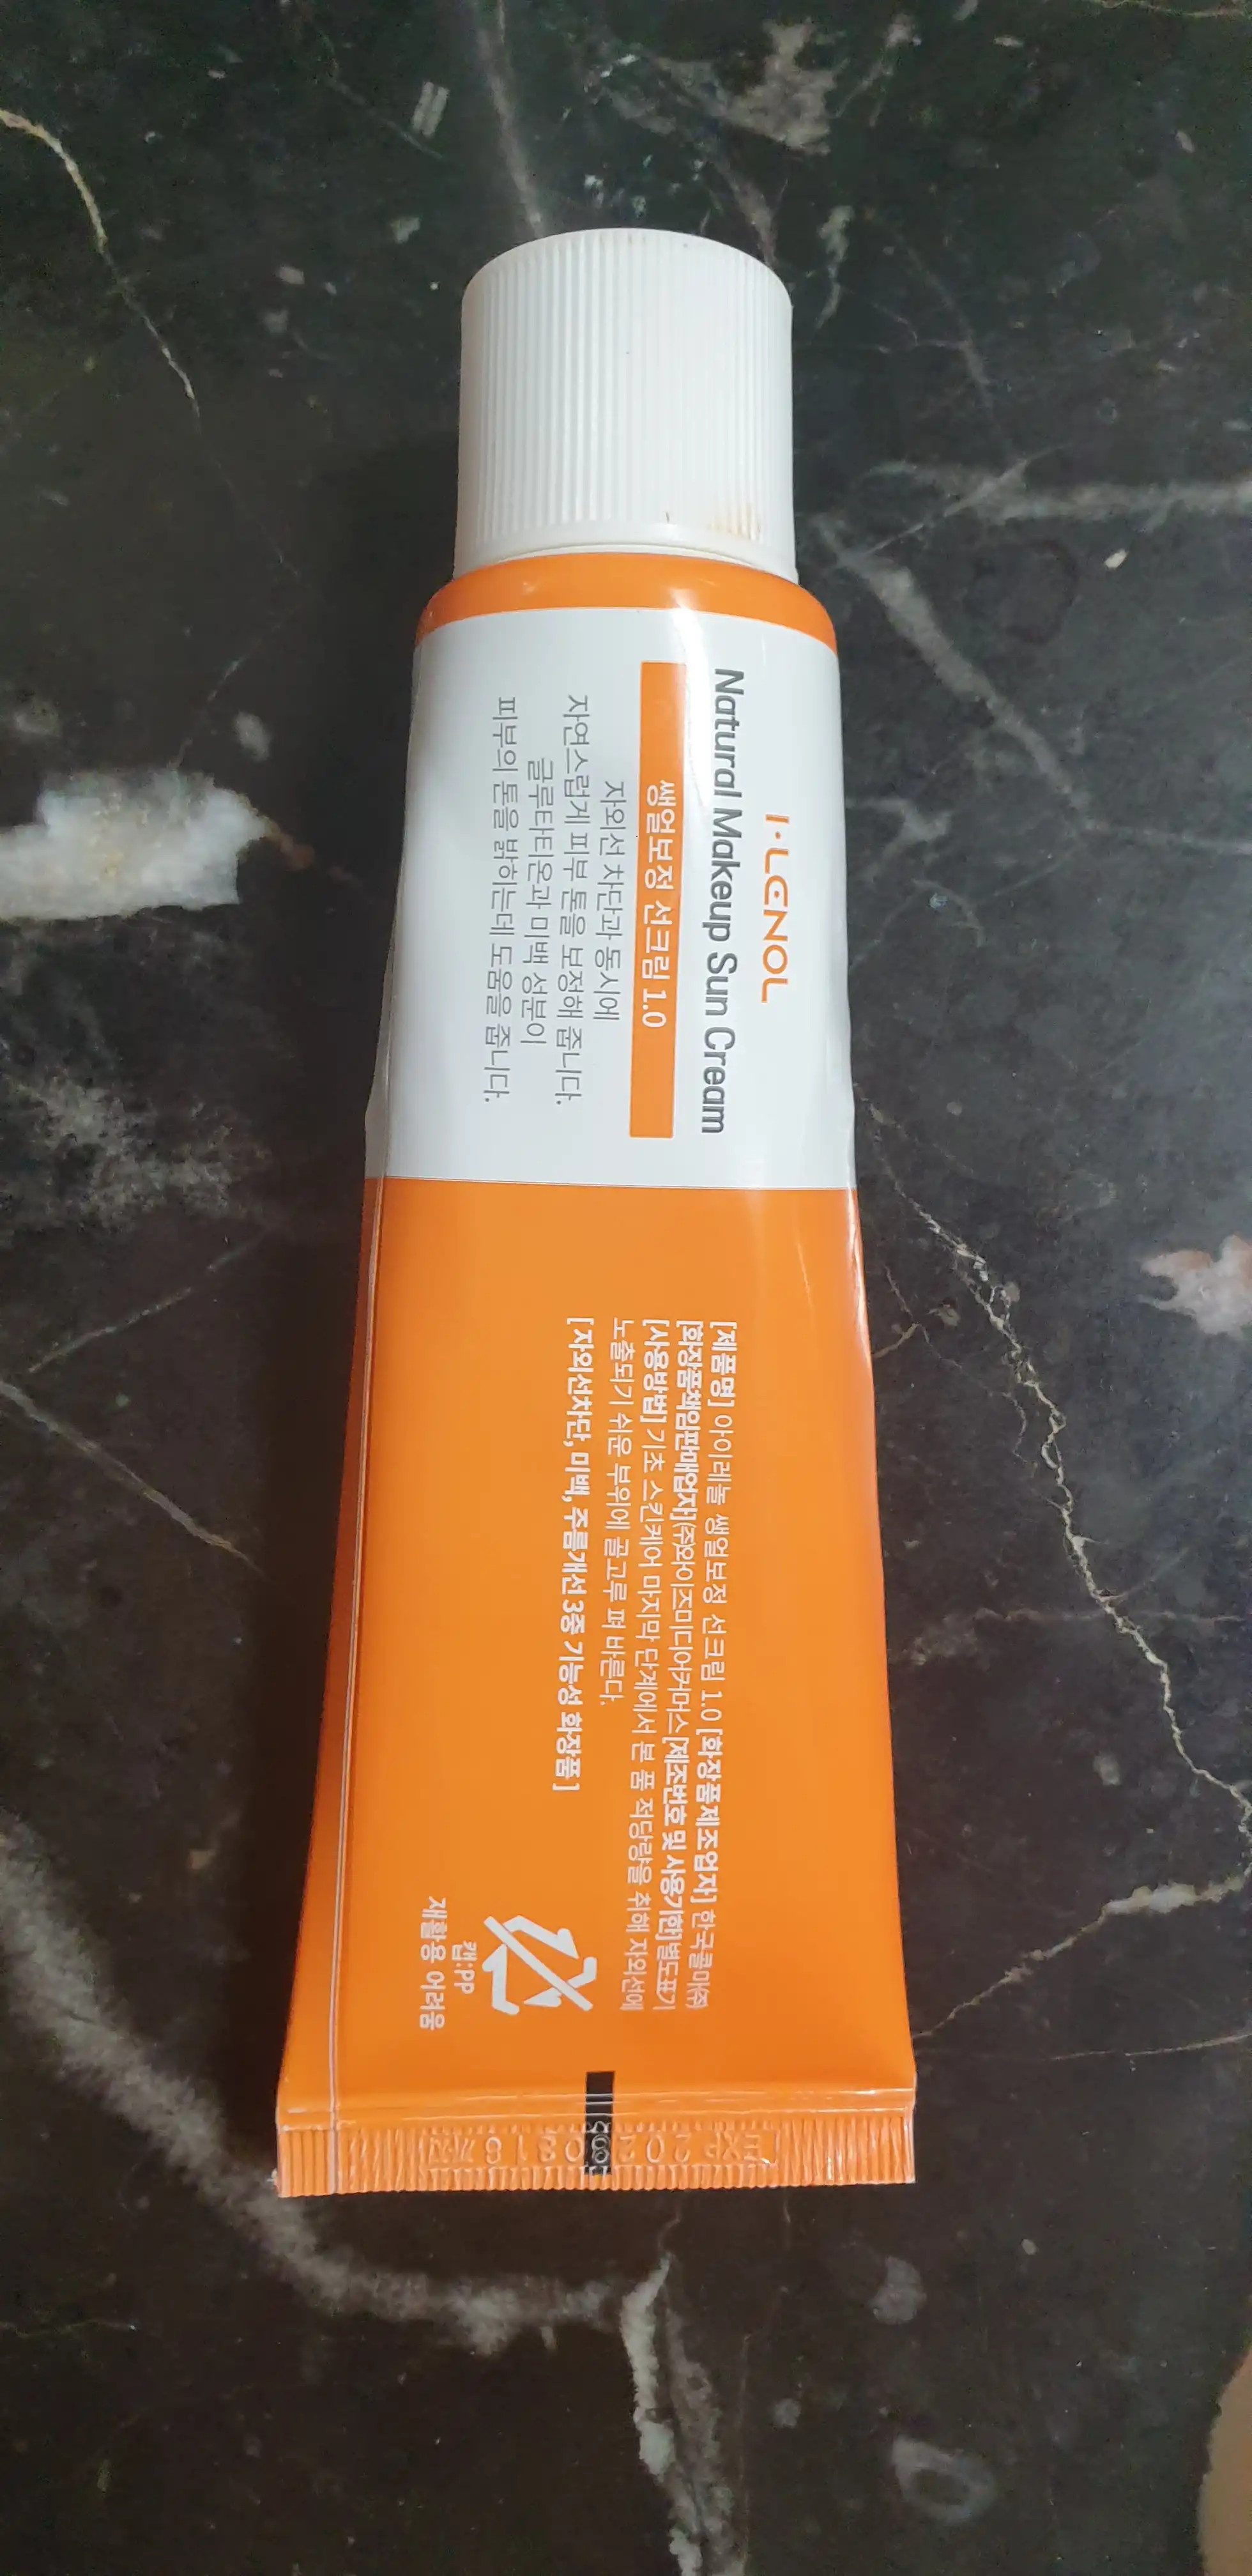 I·LENOL
Natural Makeup Sun Cream
쌩얼보정 선크림 1.0
자외선 차단과 동시에
자연스럽게 피부 톤을 보정해 줍니다.
글루타티온과 미백 성분이
피부의 톤을 밝히는데 도움을 줍니다.
[제품명] 아이레놀 쌩얼보정 선크림 1.0 [화장품제조업자] 한국콜마㈜
[화장품책임판매업자]㈜와이즈미디어커머스 [제조번호 및 사용기한]별도표기
[사용방법] 기초 스킨케어 마지막 단계에서 본 품 적당량을 취해 자외선에
노출되기 쉬운 부위에 골고루 펴 바른다.
[자외선차단, 미백, 주름개선 3중 기능성 화장품]
캡:PP
재활용 어려움
EXP 202 0816 까지